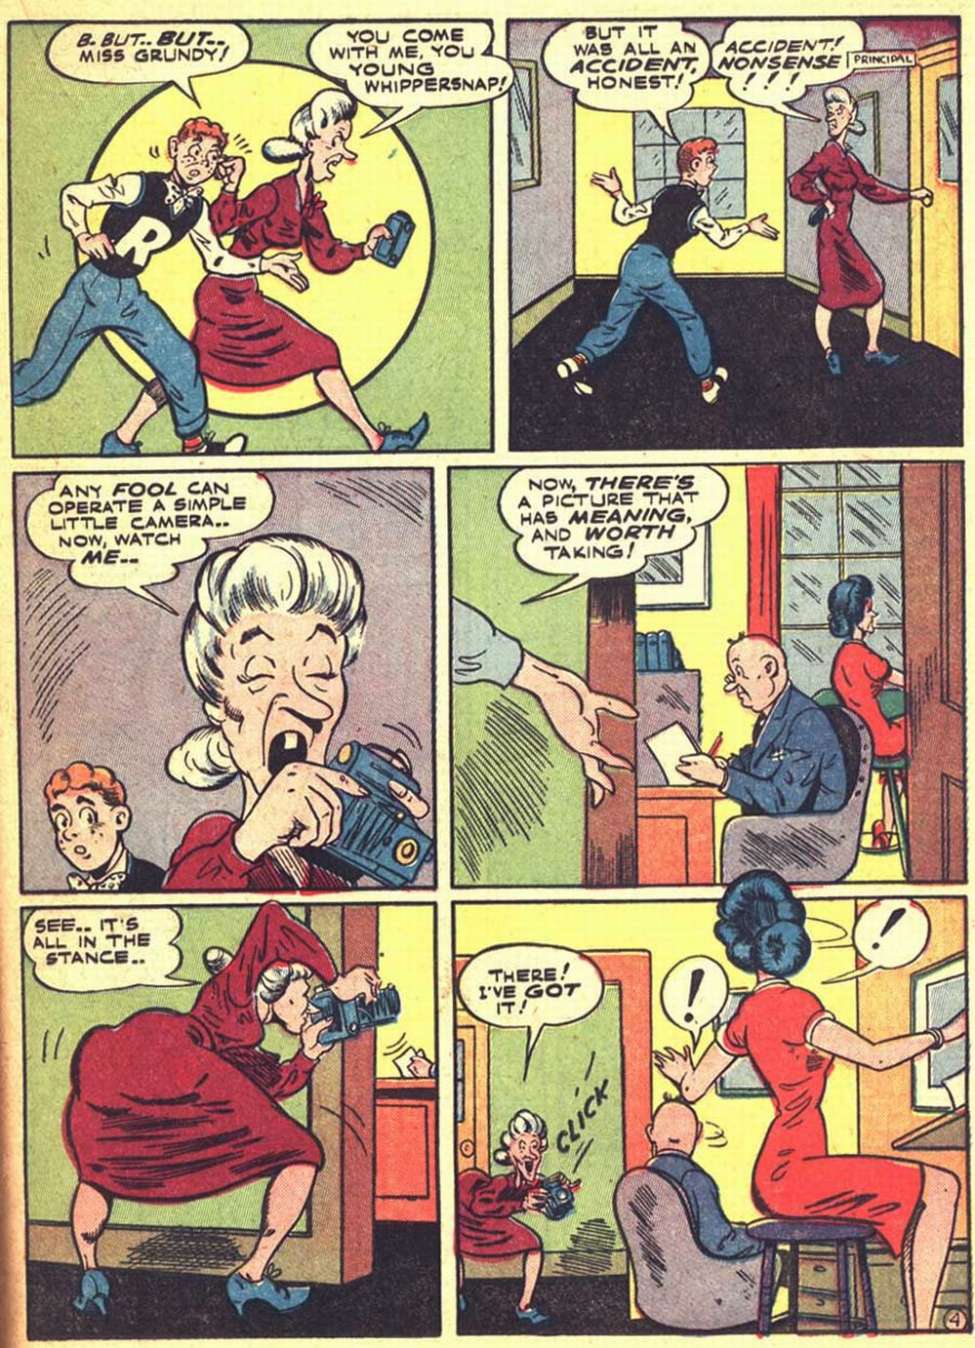 B. BUT.. BUT..
MISS GRUNDY!
YOU COME
WITH ME, YOU
YOUNG
WHIPPERSNAP!
R
BUT IT
WAS ALL AN
ACCIDENT,
HONEST!
ACCIDENT!
NONSENSE
! ! !
PRINCIPAL
ANY FOOL CAN
OPERATE A SIMPLE
LITTLE CAMERA..
NOW, WATCH
ME--
NOW, THERE'S
A PICTURE THAT
HAS MEANING,
AND WORTH
TAKING!
SEE.. IT'S
ALL IN THE
STANCE..
THERE!
I'VE GOT
IT!
CLICK
!
!
4